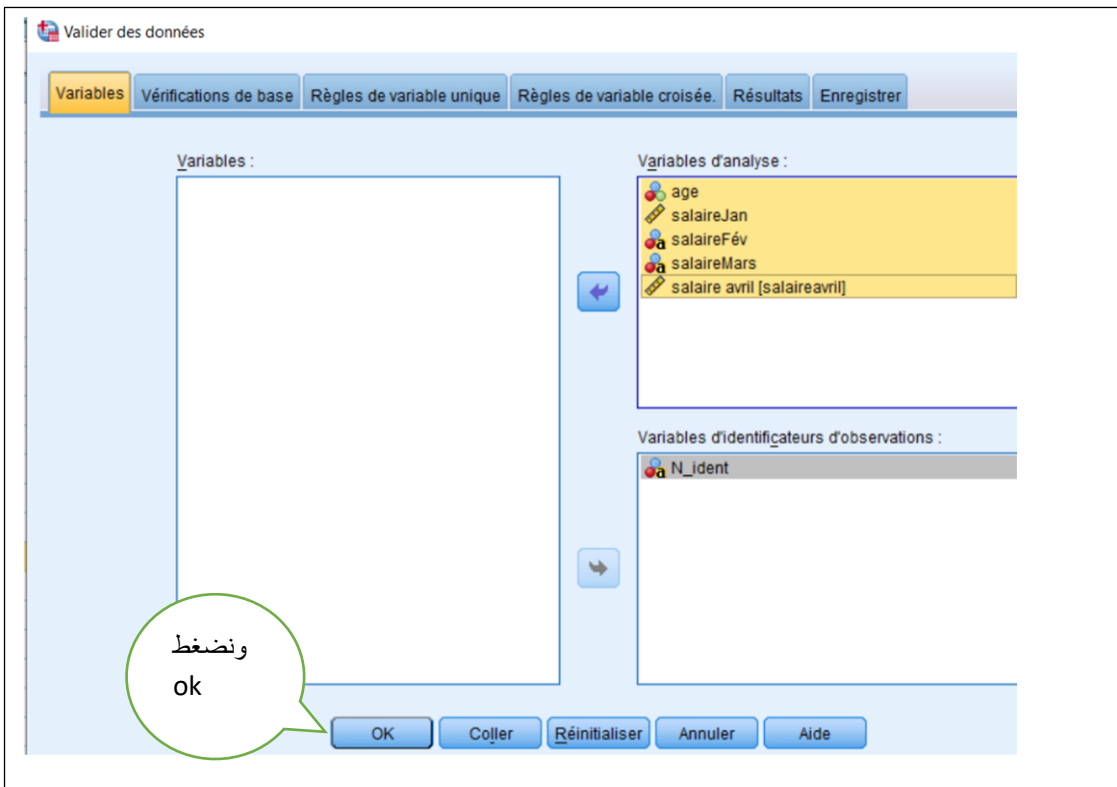 Valider des données
Variables Vérifications de base Règles de variable unique Règles de variable croisée. Résultats Enregistrer
Variables :
Variables d'analyse :
age
salaireJan
salaireFév
salaireMars
salaire avril [salaireavril]
Variables d'identificateurs d'observations :
N_ident
ونضغط
ok
OK Coller Réinitialiser Annuler Aide